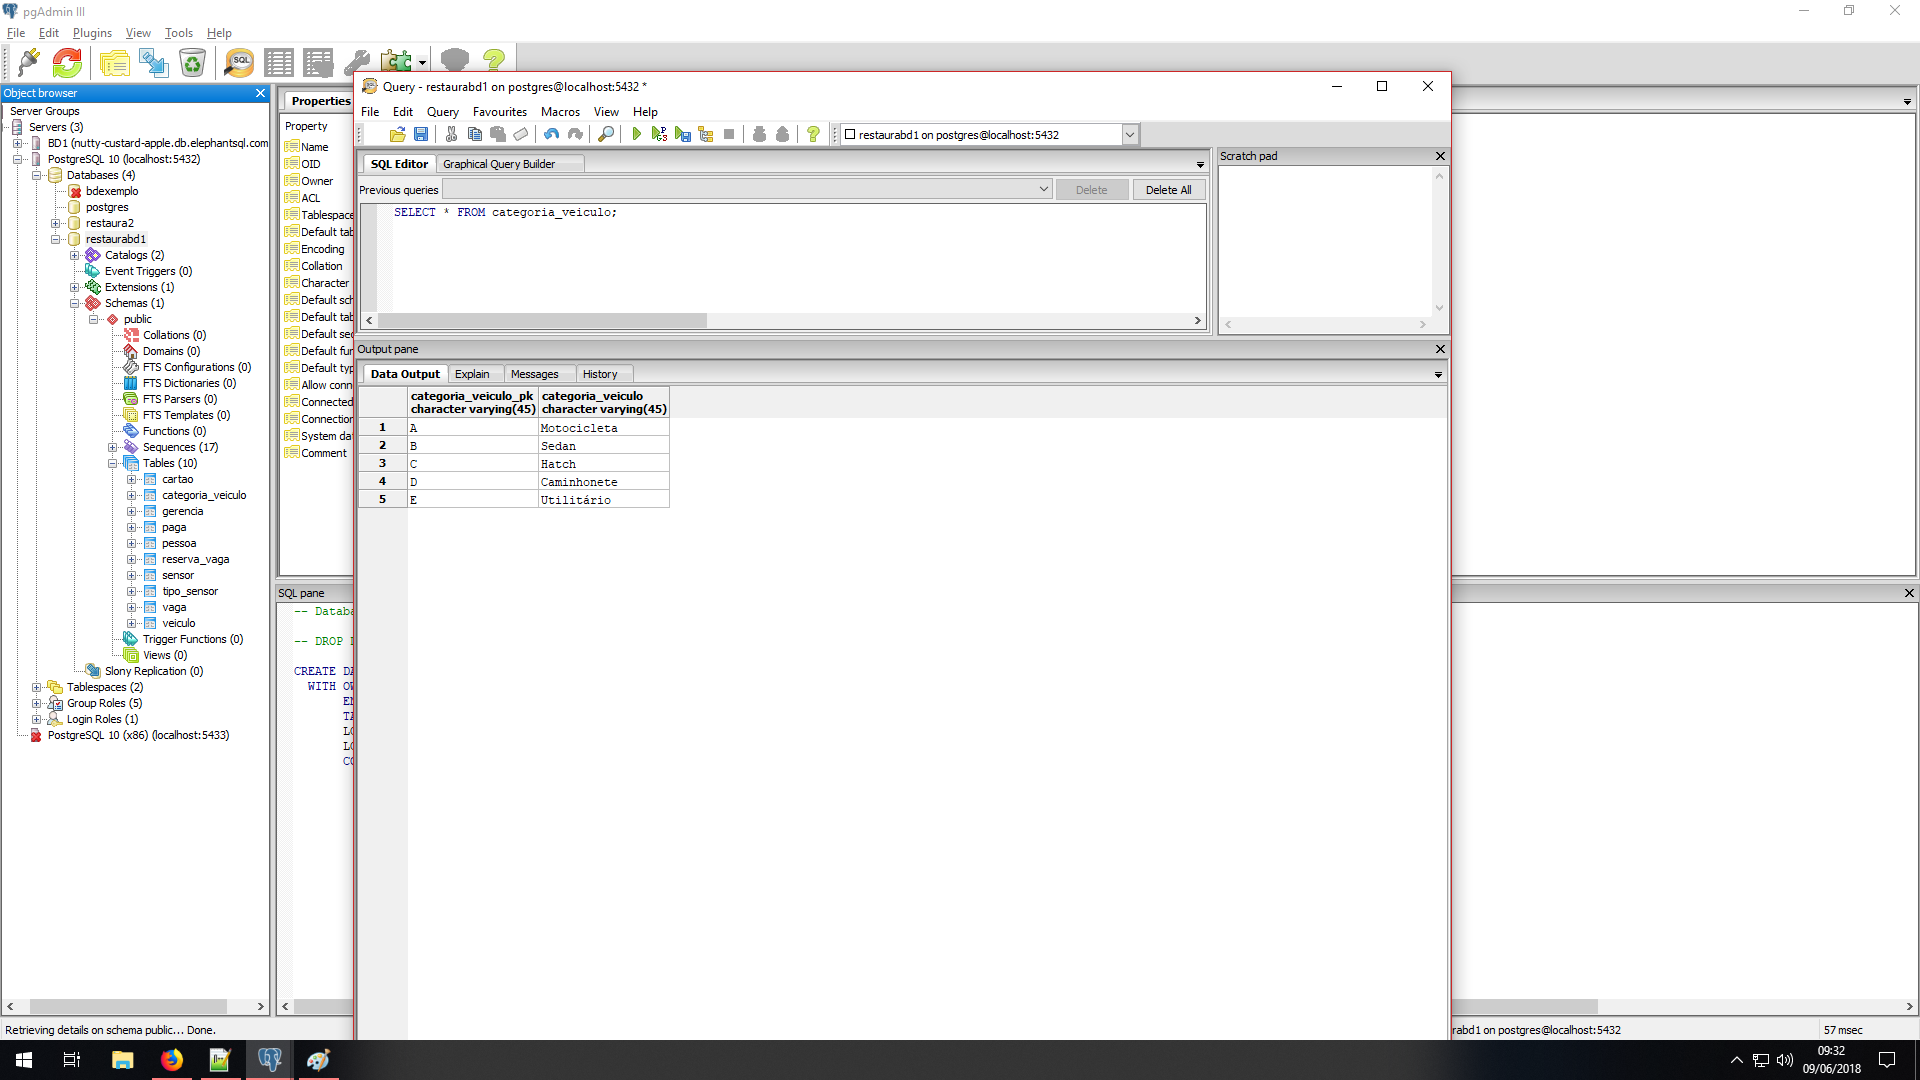 pgAdmin III
File Edit Plugins View Tools Help
Object browser
Server Groups
Servers (3)
BD1 (nutty-custard-apple.db.elephantsql.com
PostgreSQL 10 (localhost:5432)
Databases (4)
bdexemplo
postgres
restaura2
restaurabd1
Catalogs (2)
Event Triggers (0)
Extensions (1)
Schemas (1)
public
Collations (0)
Domains (0)
FTS Configurations (0)
FTS Dictionaries (0)
FTS Parsers (0)
FTS Templates (0)
Functions (0)
Sequences (17)
Tables (10)
cartao
categoria_veiculo
gerencia
paga
pessoa
reserva_vaga
sensor
tipo_sensor
vaga
veiculo
Trigger Functions (0)
Views (0)
Slony Replication (0)
Tablespaces (2)
Group Roles (5)
Login Roles (1)
PostgreSQL 10 (x86) (localhost:5433)
Properties
Property
Name
OID
Owner
ACL
Tablespace
Default tab
Encoding
Collation
Character
Default sch
Default tab
Default sec
Default fun
Default typ
Allow conn
Connected
Connection
System da
Comment
SQL pane
-- Databa
-- DROP D
CREATE DA
WITH OW
EN
TA
LC
LC
CO
Query - restaurabd1 on postgres@localhost:5432 *
File Edit Query Favourites Macros View Help
restaurabd1 on postgres@localhost:5432
SQL Editor Graphical Query Builder
Previous queries Delete Delete All
SELECT * FROM categoria_veiculo;
Scratch pad
Output pane
Data Output Explain Messages History
categoria_veiculo_pk categoria_veiculo
character varying(45) character varying(45)
1 A Motocicleta
2 B Sedan
3 C Hatch
4 D Caminhonete
5 E Utilitário
Retrieving details on schema public... Done.
rabd1 on postgres@localhost:5432
57 msec
09:32
09/06/2018